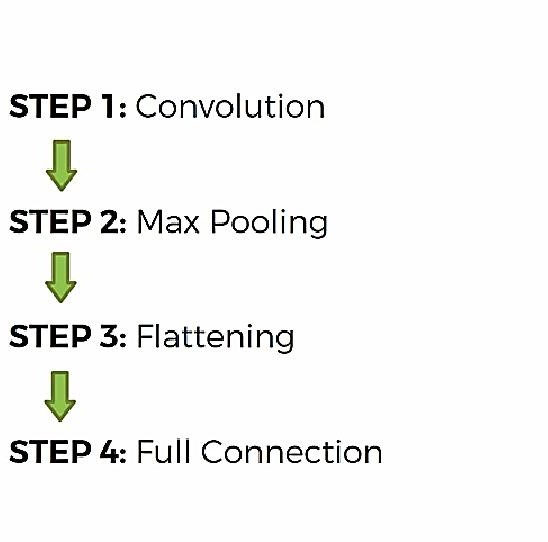 STEP 1: Convolution
STEP 2: Max Pooling
STEP 3: Flattening
STEP 4: Full Connection